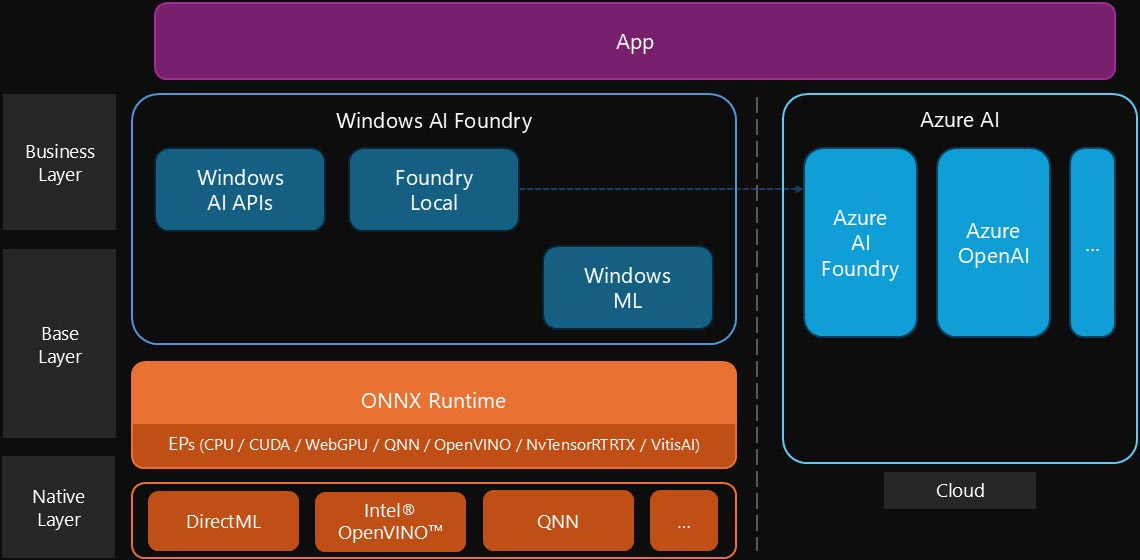 App
Business
Layer
Windows AI Foundry
Azure AI
Windows
AI APIs
Foundry
Local
Azure
AI
Foundry
Azure
OpenAI
...
Base
Layer
Windows
ML
ONNX Runtime
EPs (CPU / CUDA / WebGPU / QNN / OpenVINO / NvTensorRTRTX / VitisAI)
Native
Layer
DirectML
Intel®
OpenVINO™
QNN
...
Cloud